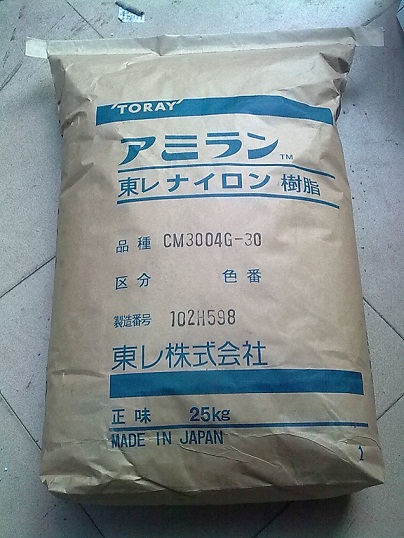 'TORAY'
アミラン™
東レ ナイロン 樹脂
品種 CM3004G-30
区分 色番
製造番号 102H598
東レ株式会社
正味 25kg
MADE IN JAPAN